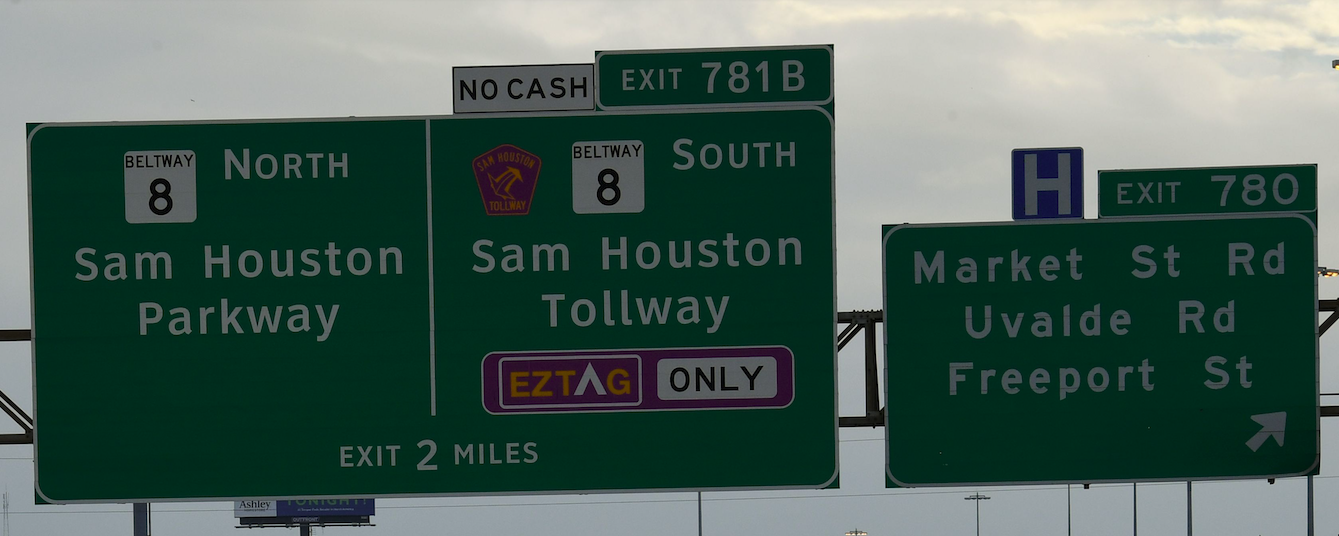 NO CASH
EXIT 781B
BELTWAY
8
NORTH
Sam Houston
Parkway
SAM HOUSTON
TOLLWAY
BELTWAY
8
SOUTH
Sam Houston
Tollway
EZTAG ONLY
EXIT 2 MILES
H
EXIT 780
Market St Rd
Uvalde Rd
Freeport St
Ashley
TONIGHT!